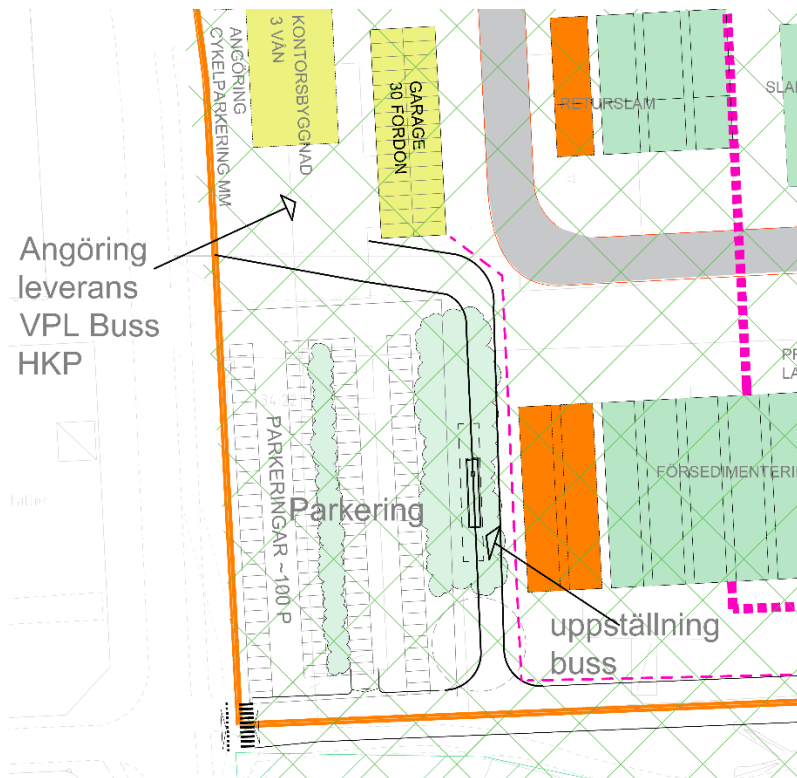 KONTORSBYGGNAD
3 VÅN
ANGÖRING
CYKELPARKERING MM
GARAGE
30 FORDON
RETURSLAM
Angöring
leverans
VPL Buss
HKP
PARKERINGAR ~100 P
Parkering
FÖRSEDIMENTERI
uppställning
buss